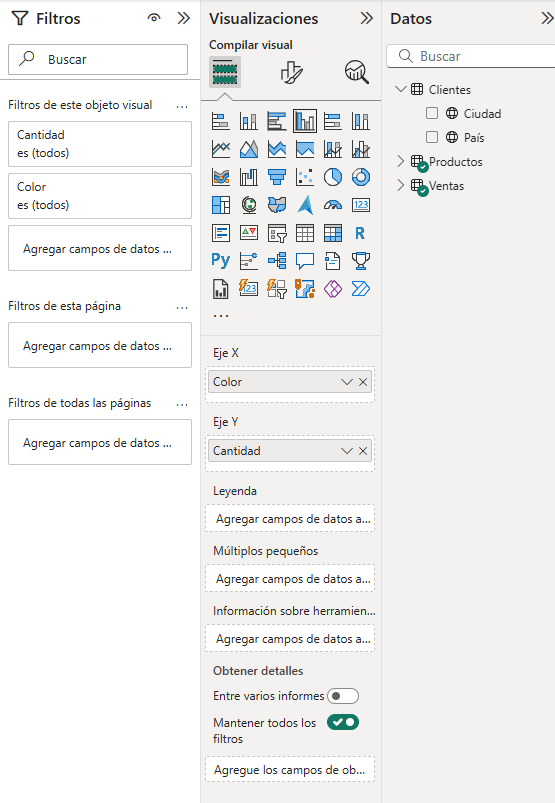 Filtros
Buscar
Filtros de este objeto visual ...
Cantidad
es (todos)
Color
es (todos)
Agregar campos de datos ...
Filtros de esta página ...
Agregar campos de datos ...
Filtros de todas las páginas ...
Agregar campos de datos ...
Visualizaciones
Compilar visual
123
R
Py
123
...
Eje X
Color
Eje Y
Cantidad
Leyenda
Agregar campos de datos a...
Múltiplos pequeños
Agregar campos de datos a...
Información sobre herramien...
Agregar campos de datos a...
Obtener detalles
Entre varios informes
Mantener todos los
filtros
Agregue los campos de ob...
Datos
Buscar
Clientes
Ciudad
País
Productos
Ventas